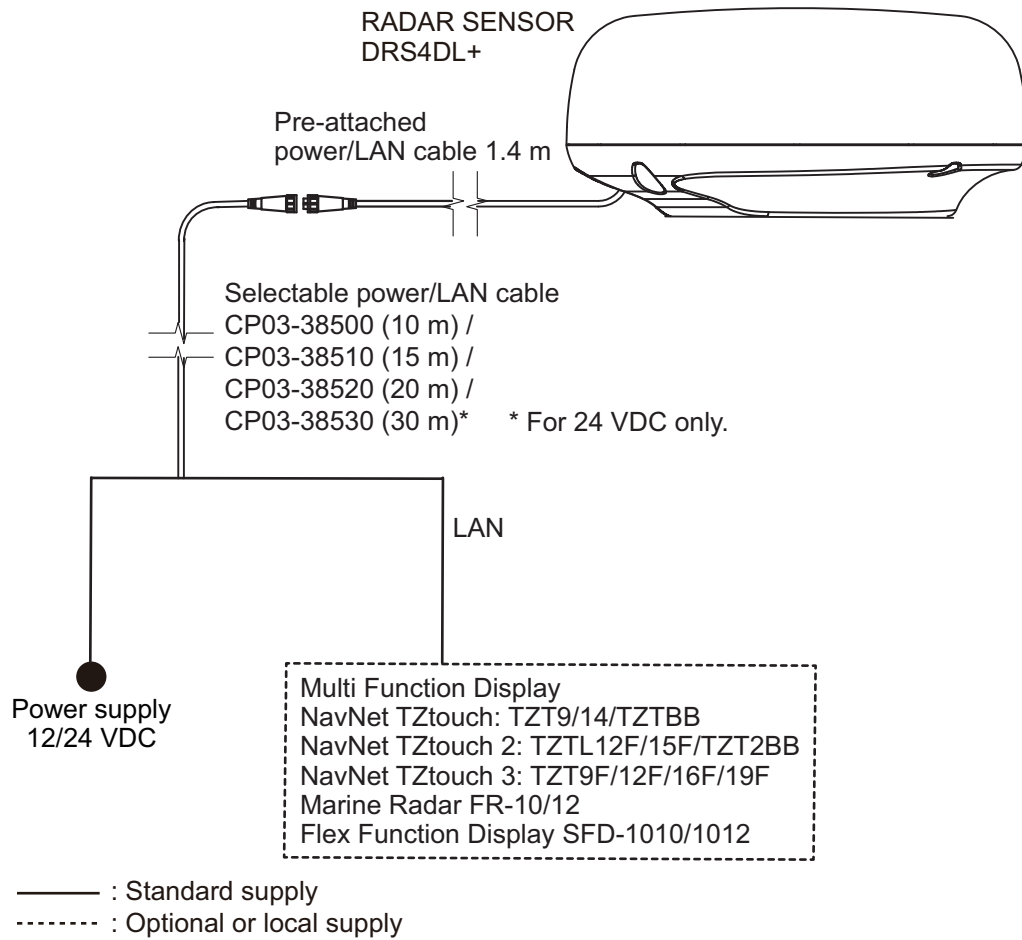 RADAR SENSOR
DRS4DL+
Pre-attached
power/LAN cable 1.4 m
Selectable power/LAN cable
CP03-38500 (10 m) /
CP03-38510 (15 m) /
CP03-38520 (20 m) /
CP03-38530 (30 m)* * For 24 VDC only.
LAN
Power supply
12/24 VDC
Multi Function Display
NavNet TZtouch: TZT9/14/TZTBB
NavNet TZtouch 2: TZTL12F/15F/TZT2BB
NavNet TZtouch 3: TZT9F/12F/16F/19F
Marine Radar FR-10/12
Flex Function Display SFD-1010/1012
: Standard supply
: Optional or local supply